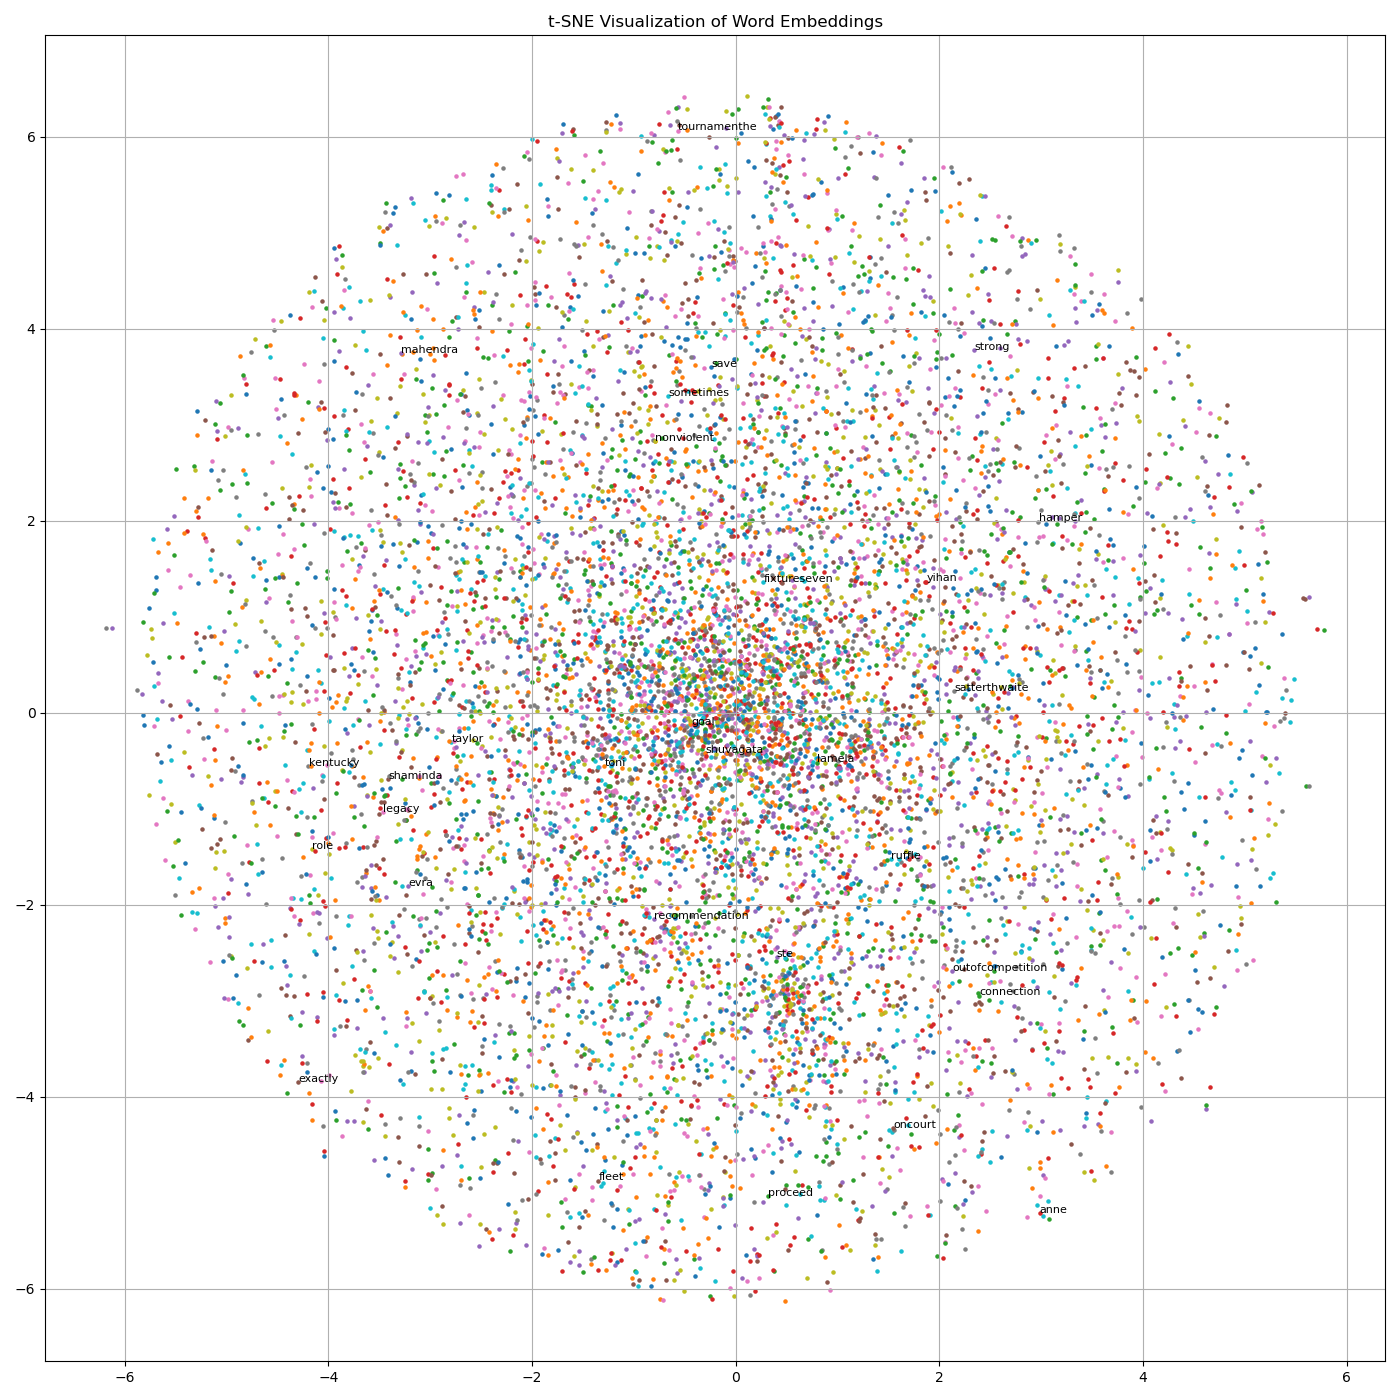 t-SNE Visualization of Word Embeddings
6
tournamenthe
4
mahendra
strong
save
sometimes
nonviolent
2
hamper
fixtureseven
yihan
satterthwaite
0
goal
taylor
shuvagata
lamela
kentucky
toni
shaminda
legacy
role
ruffle
evra
−2
recommendation
ste
outofcompetition
connection
exactly
−4
oncourt
fleet
proceed
anne
−6
−6
−4
−2
0
2
4
6